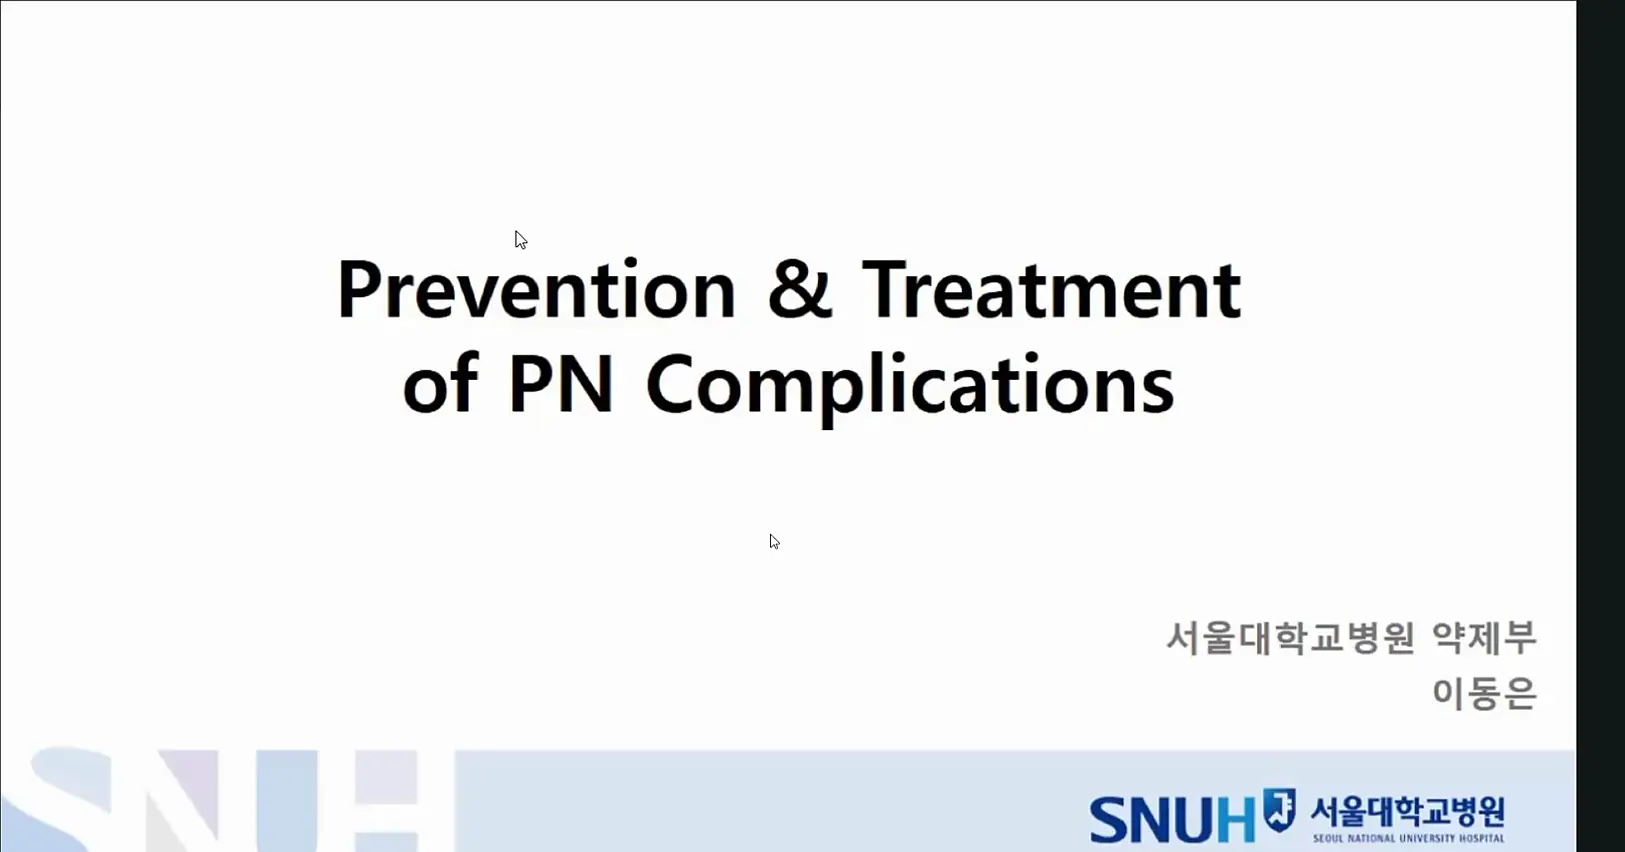 Prevention & Treatment
of PN Complications
서울대학교병원 약제부
이동은
SNUH
SNUH 서울대학교병원
SEOUL NATIONAL UNIVERSITY HOSPITAL